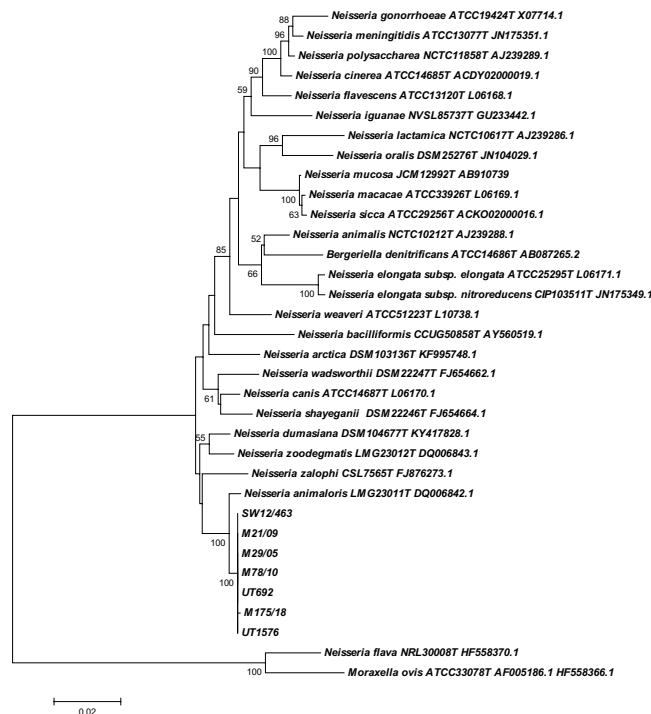 Neisseria gonorrhoeae ATCC19424T X07714.1
88
Neisseria meningitidis ATCC13077T JN175351.1
96
Neisseria polysaccharea NCTC11858T AJ239289.1
100
Neisseria cinerea ATCC14685T ACDY02000019.1
90
Neisseria flavescens ATCC13120T L06168.1
59
Neisseria iguanae NVSL85737T GU233442.1
Neisseria lactamica NCTC10617T AJ239286.1
96
Neisseria oralis DSM25276T JN104029.1
Neisseria mucosa JCM12992T AB910739
Neisseria macacae ATCC33926T L06169.1
100
Neisseria sicca ATCC29256T ACKO02000016.1
63
Neisseria animalis NCTC10212T AJ239288.1
52
Bergeriella denitrificans ATCC14686T AB087265.2
85
66
Neisseria elongata subsp. elongata ATCC25295T L06171.1
Neisseria elongata subsp. nitroreducens CIP103511T JN175349.1
100
Neisseria weaveri ATCC51223T L10738.1
Neisseria bacilliformis CCUG50858T AY560519.1
Neisseria arctica DSM103136T KF995748.1
Neisseria wadsworthii DSM22247T FJ654662.1
Neisseria canis ATCC14687T L06170.1
61
Neisseria shayeganii DSM22246T FJ654664.1
Neisseria dumasiana DSM104677T KY417828.1
55
Neisseria zoodegmatis LMG23012T DQ006843.1
Neisseria zalophi CSL7565T FJ876273.1
Neisseria animaloris LMG23011T DQ006842.1
SW12/463
M21/09
100
M29/05
M78/10
100
UT692
M175/18
UT1576
Neisseria flava NRL30008T HF558370.1
Moraxella ovis ATCC33078T AF005186.1 HF558366.1
100
0.02